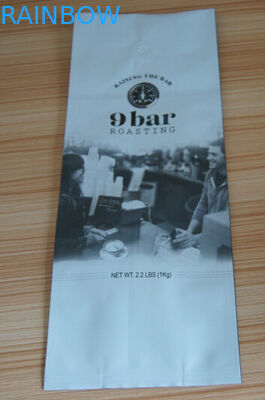 RAINBOW
RAISING THE BAR
9bar
ROASTING
NET WT. 2.2 LBS (1Kg)